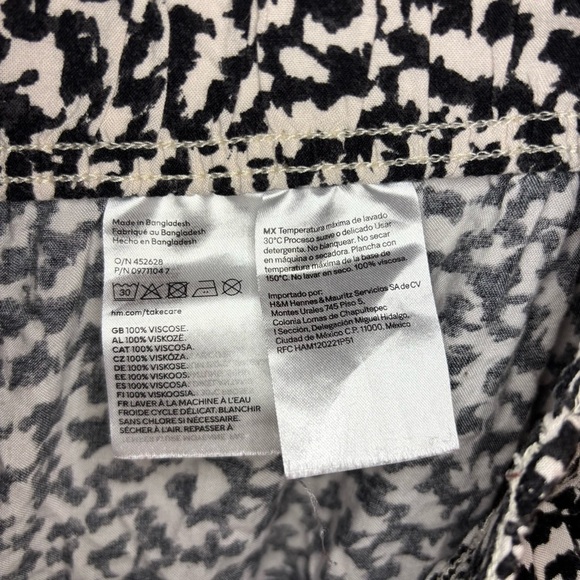 Made in Bangladesh
Fabriqué au Bangladesh
Hecho en Bangladesh
O/N 452628
P/N 0971104 7
30
hm.com/takecare
GB 100% VISCOSE.
AL 100% VISKOZË.
CAT 100% VISCOSA.
CZ 100% VISKÓZA.
DE 100% VISKOSE.
EE 100% VISKOOS.
ES 100% VISCOSA.
FI 100% VISKOOSIA.
FR LAVER À LA MACHINE À L'EAU
FROIDE CYCLE DÉLICAT. BLANCHIR
SANS CHLORE SI NÉCESSAIRE.
SÉCHER À L'AIR. REPASSER À
MX Temperatura máxima de lavado
30°C Proceso suave o delicado Usar
detergente. No blanquear. No secar
en máquina o secadora. Plancha con
temperatura máxima de la base de
150°C. No lavar en seco. 100% viscosa.
Importado por:
H&M Hennes & Mauritz Servicios SA de CV
Montes Urales 745 Piso 5,
Colonia Lomas de Chapultepec
I Sección, Delegación Miguel Hidalgo,
Ciudad de México C.P. 11000. México
RFC HAM120221P51